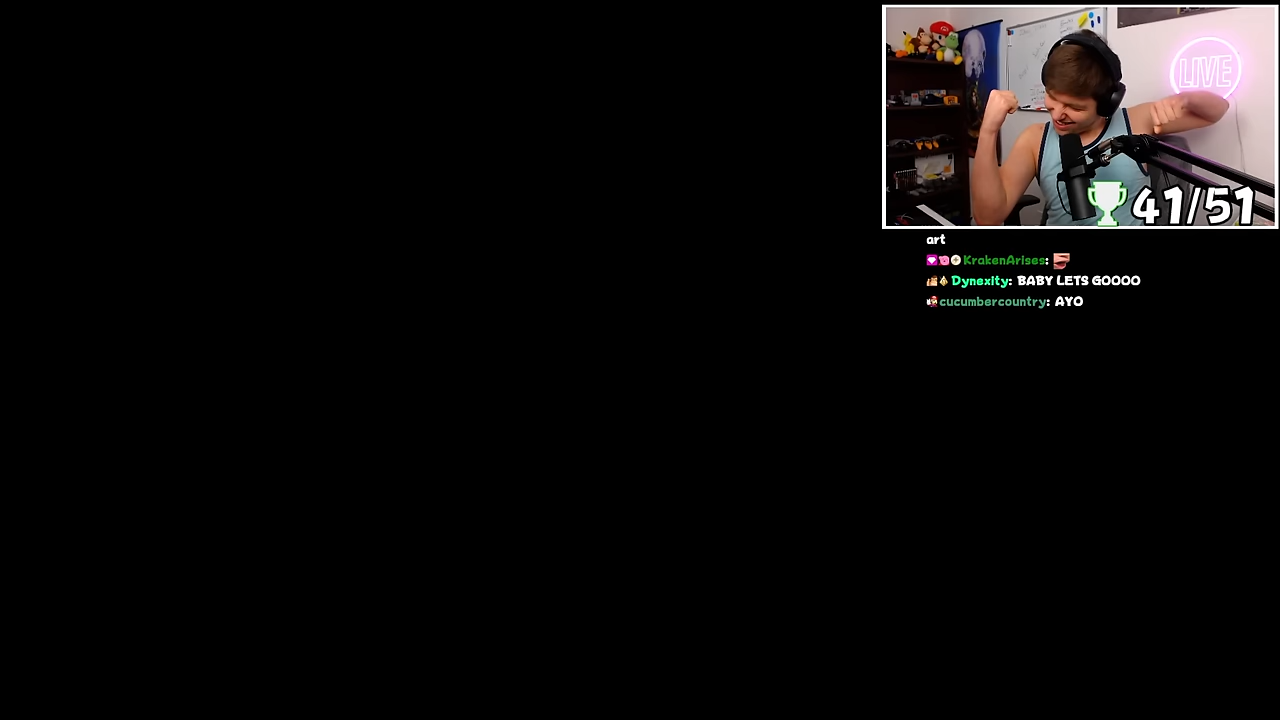 LIVE
41/51
art
KrakenArises:
Dynexity: BABY LETS GOOOO
cucumbercountry: AYO